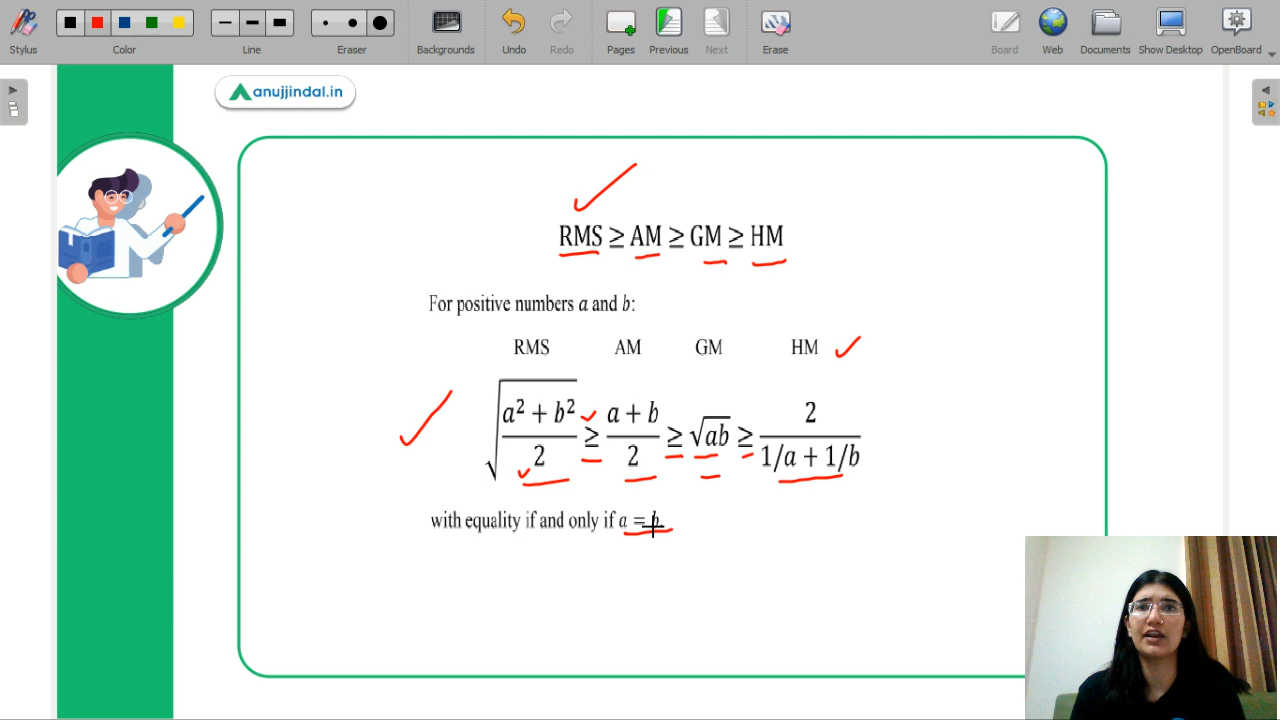 Stylus Color Line Eraser Backgrounds Undo Redo Pages Previous Next Erase Board Web Documents Show Desktop OpenBoard
anujjindal.in
RMS ≥ AM ≥ GM ≥ HM
For positive numbers a and b:
RMS AM GM HM
√((a² + b²)/2) ≥ (a + b)/2 ≥ √ab ≥ 2/(1/a + 1/b)
with equality if and only if a = b.